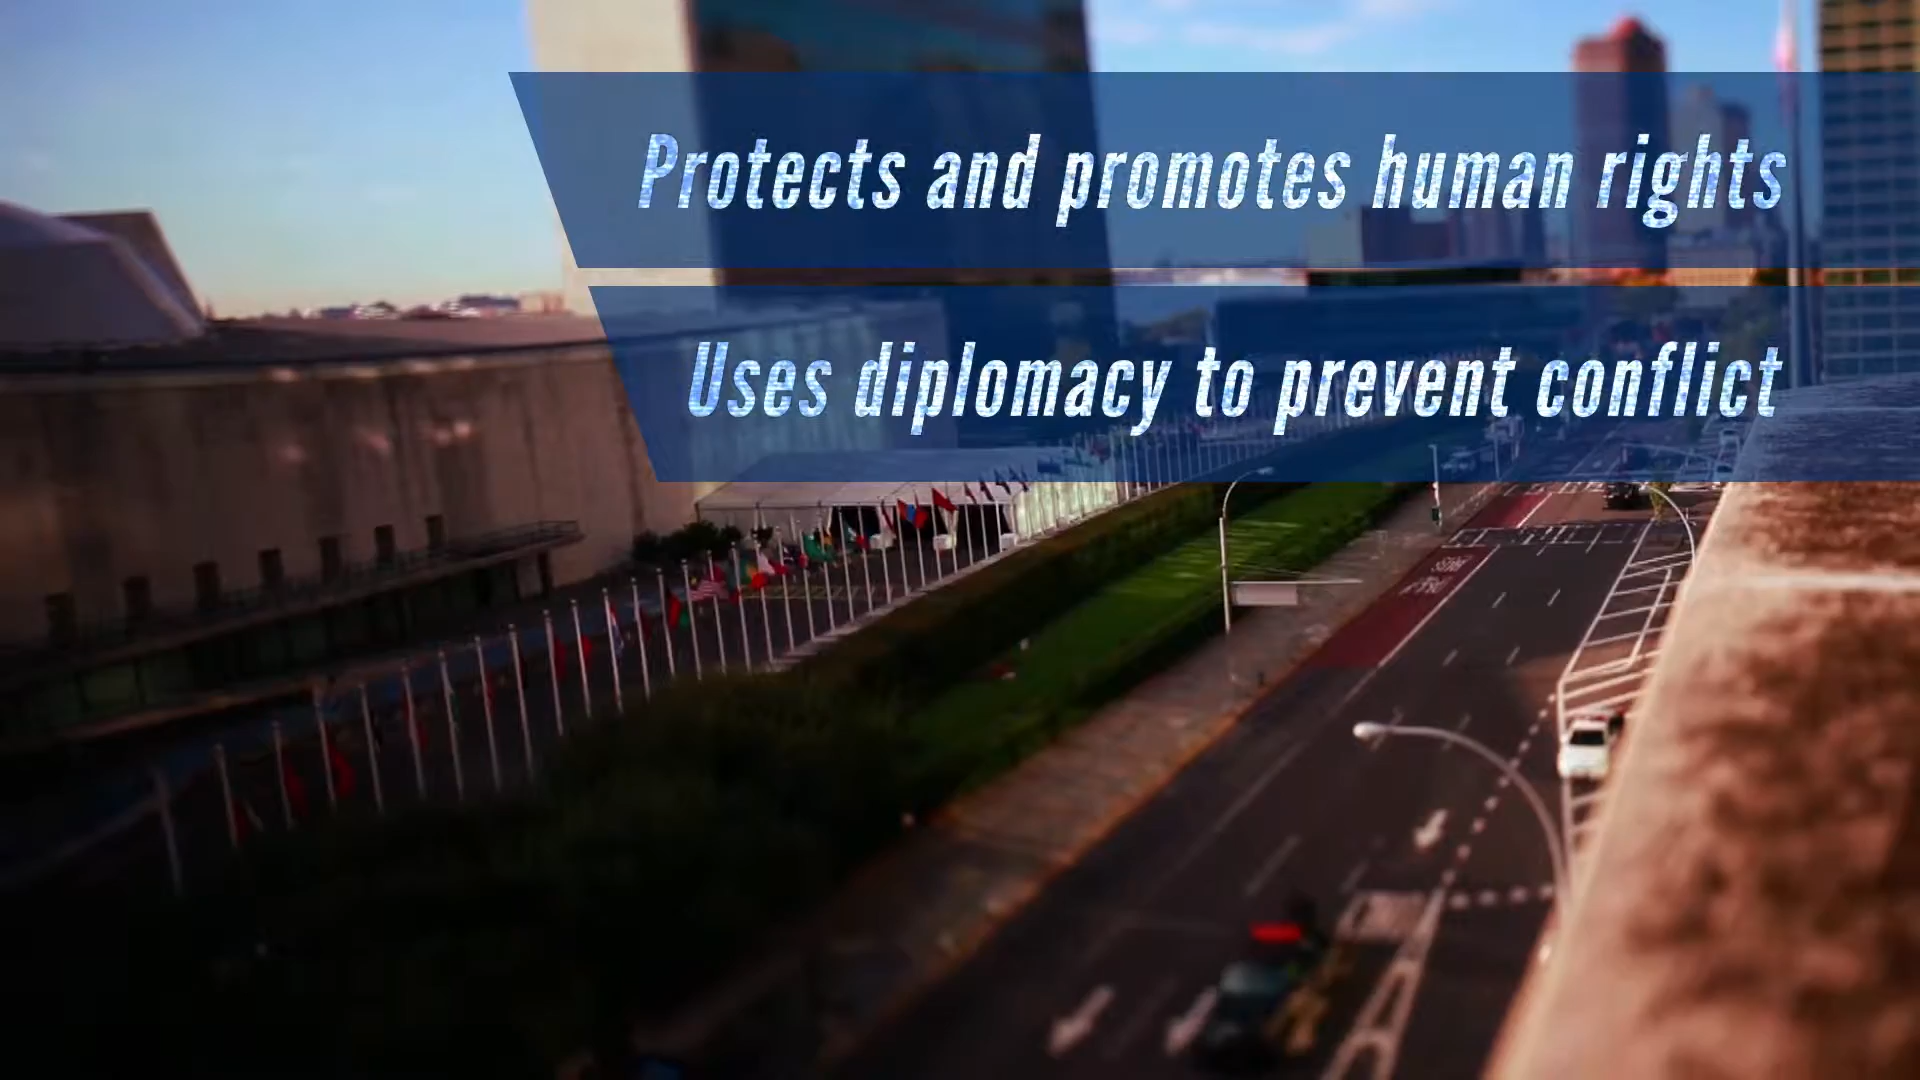 Protects and promotes human rights
Uses diplomacy to prevent conflict